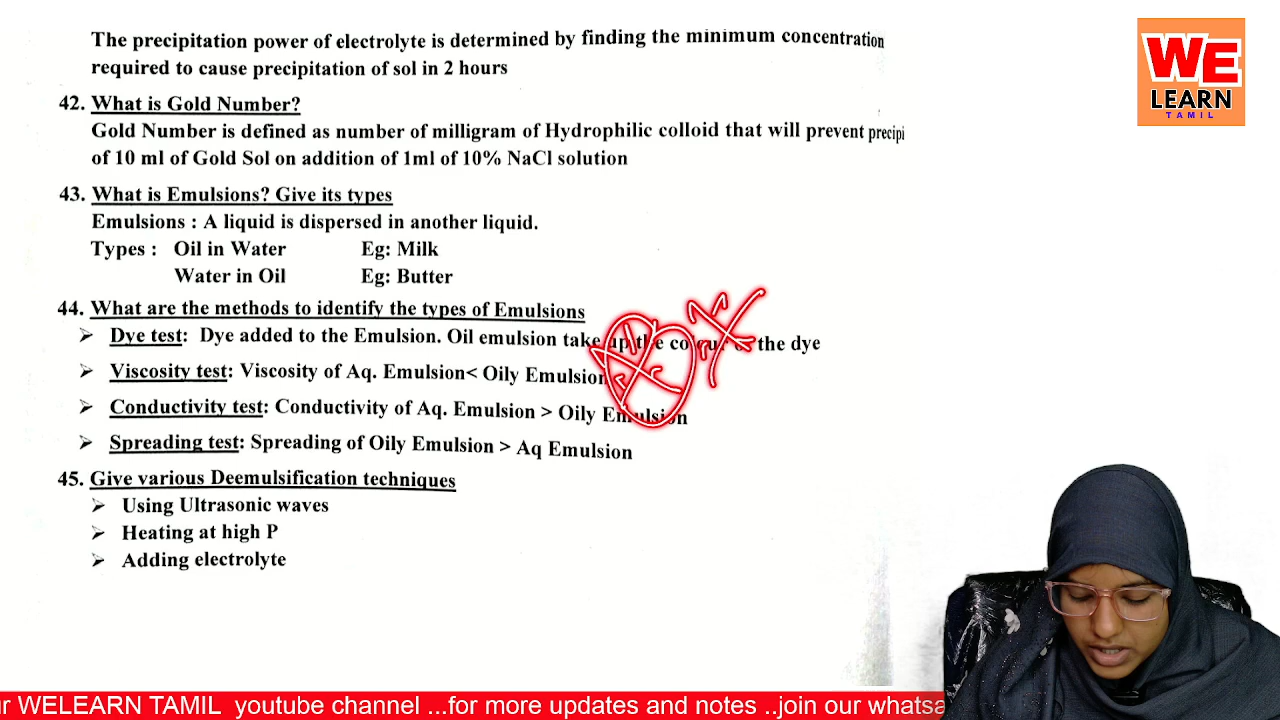 The precipitation power of electrolyte is determined by finding the minimum concentration
required to cause precipitation of sol in 2 hours
42. What is Gold Number?
Gold Number is defined as number of milligram of Hydrophilic colloid that will prevent precipi
of 10 ml of Gold Sol on addition of 1ml of 10% NaCl solution
43. What is Emulsions? Give its types
Emulsions : A liquid is dispersed in another liquid.
Types : Oil in Water Eg: Milk
Water in Oil Eg: Butter
44. What are the methods to identify the types of Emulsions
➢ Dye test: Dye added to the Emulsion. Oil emulsion take up the colour of the dye
➢ Viscosity test: Viscosity of Aq. Emulsion< Oily Emulsion
➢ Conductivity test: Conductivity of Aq. Emulsion > Oily Emulsion
➢ Spreading test: Spreading of Oily Emulsion > Aq Emulsion
45. Give various Deemulsification techniques
➢ Using Ultrasonic waves
➢ Heating at high P
➢ Adding electrolyte
WE
LEARN
TAMIL
ur WELEARN TAMIL youtube channel ...for more updates and notes ..join our whatsa